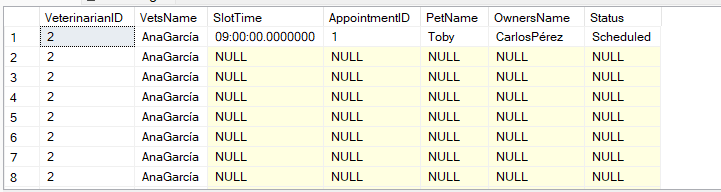 VeterinarianID VetsName SlotTime AppointmentID PetName OwnersName Status
1 2 AnaGarcía 09:00:00.0000000 1 Toby CarlosPérez Scheduled
2 2 AnaGarcía NULL NULL NULL NULL NULL
3 2 AnaGarcía NULL NULL NULL NULL NULL
4 2 AnaGarcía NULL NULL NULL NULL NULL
5 2 AnaGarcía NULL NULL NULL NULL NULL
6 2 AnaGarcía NULL NULL NULL NULL NULL
7 2 AnaGarcía NULL NULL NULL NULL NULL
8 2 AnaGarcía NULL NULL NULL NULL NULL